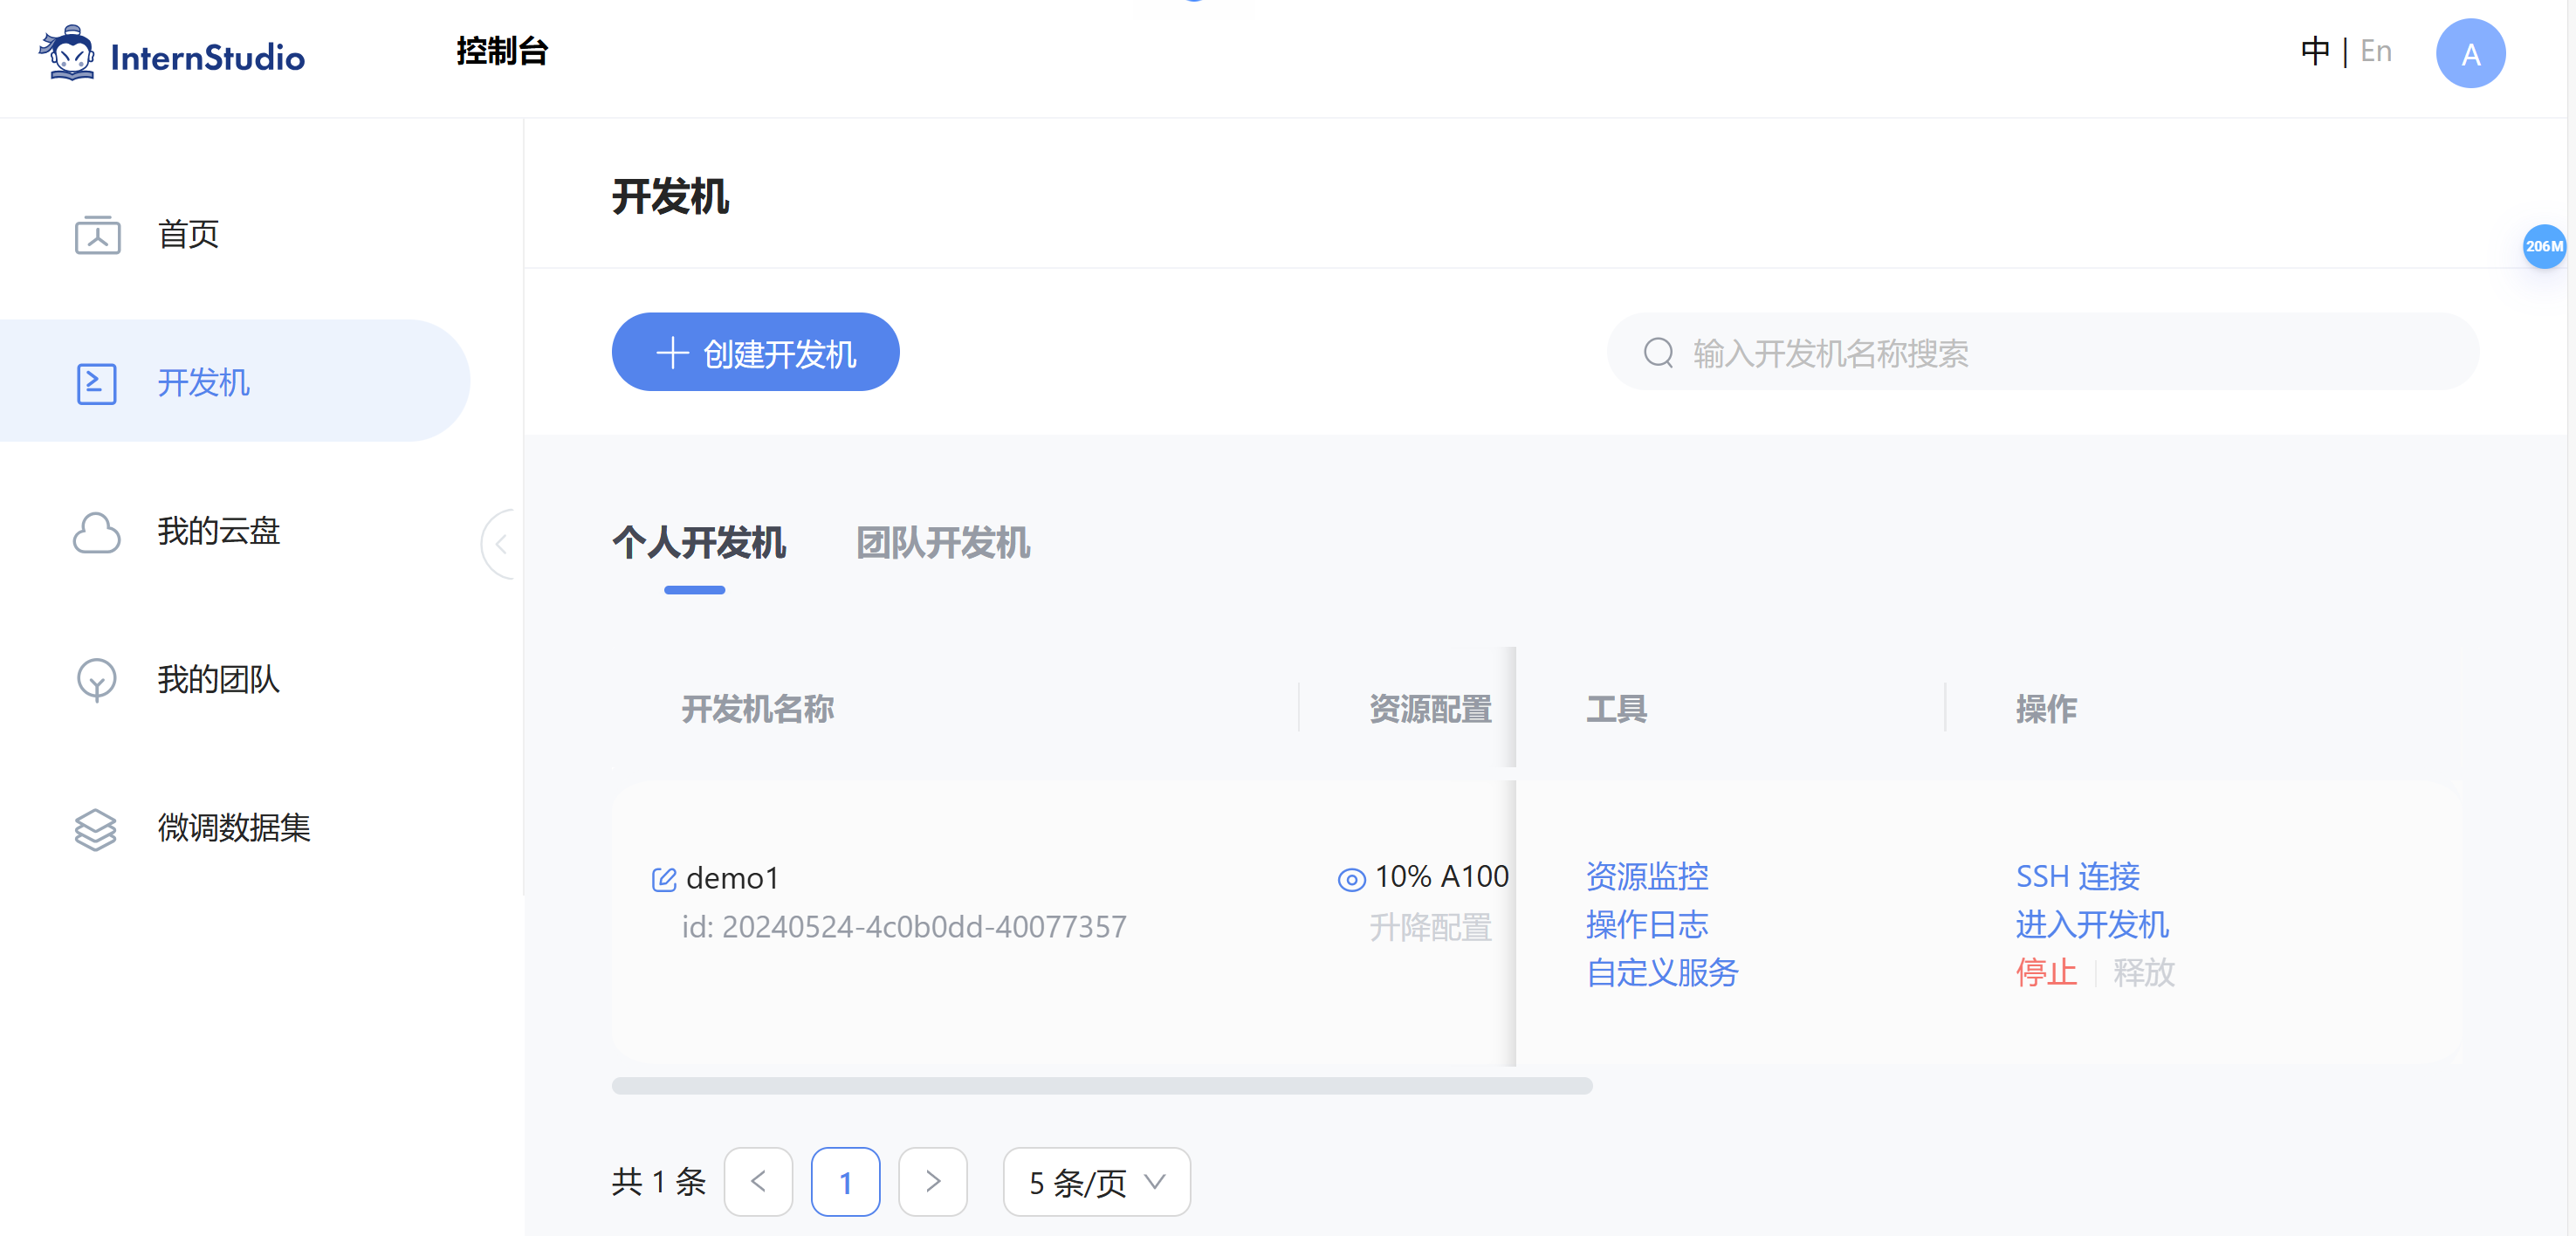 InternStudio
控制台
中 | En
A
首页
开发机
我的云盘
我的团队
微调数据集
开发机
206M
创建开发机
输入开发机名称搜索
个人开发机
团队开发机
开发机名称
资源配置
工具
操作
demo1
id: 20240524-4c0b0dd-40077357
10% A100
升降配置
资源监控
操作日志
自定义服务
SSH 连接
进入开发机
停止 | 释放
共 1 条
1
5 条/页